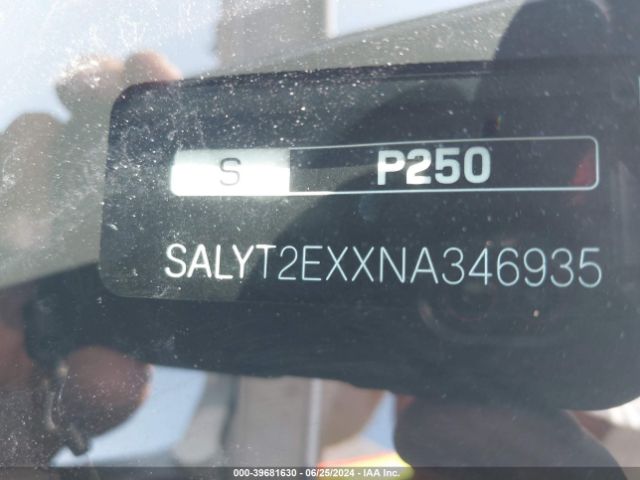 S P250
SALYT2EXXNA346935
000-39681630 - 06/25/2024 - IAA Inc.